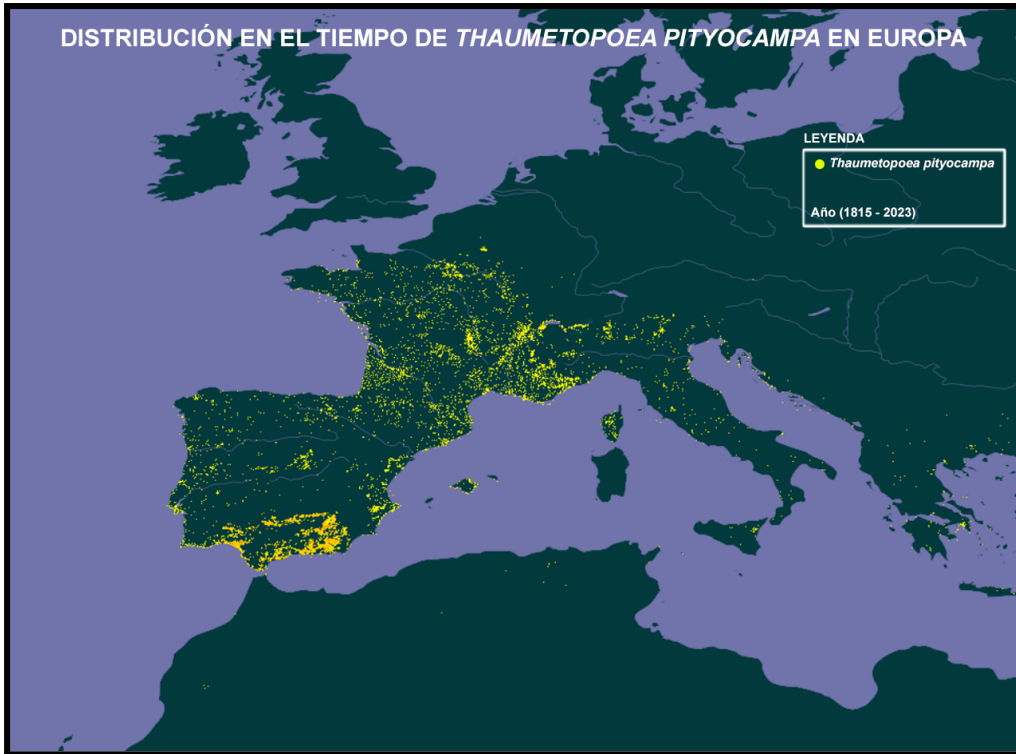 DISTRIBUCIÓN EN EL TIEMPO DE THAUMETOPOEA PITYOCAMPA EN EUROPA
LEYENDA
Thaumetopoea pityocampa
Año (1815 - 2023)